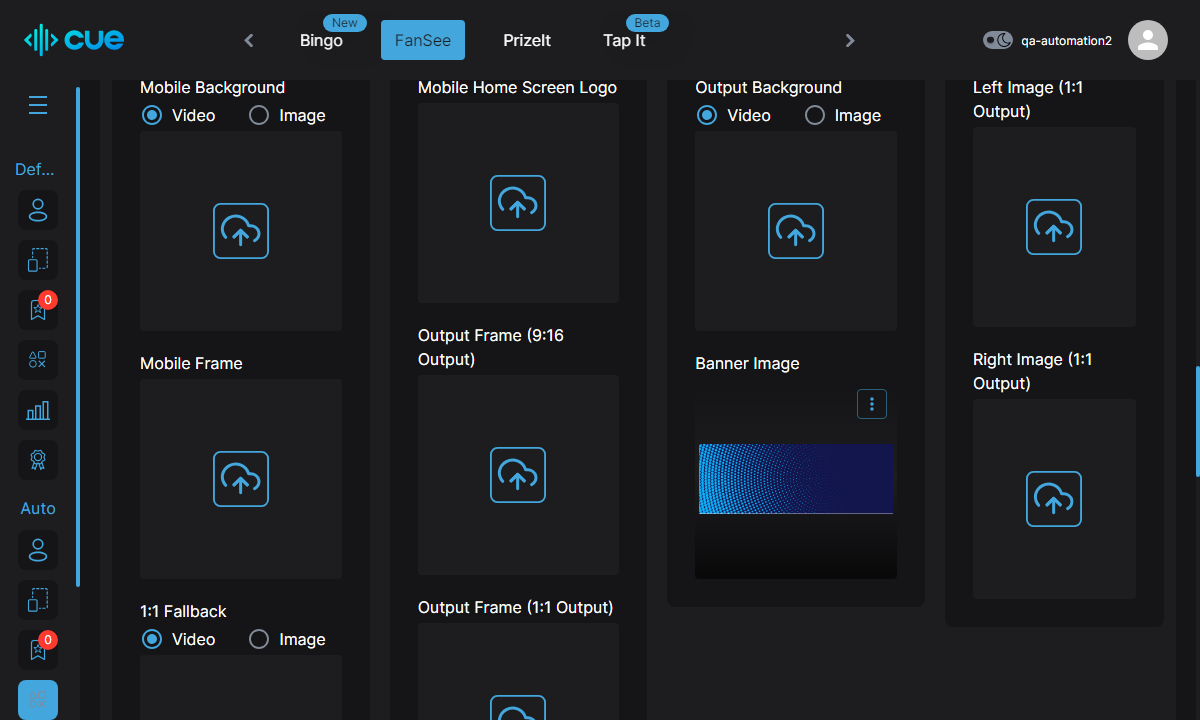 cue
Bingo
New
FanSee
PrizeIt
Tap It
Beta
qa-automation2
Def...
0
Auto
0
Mobile Background
Video
Image
Mobile Frame
1:1 Fallback
Video
Image
Mobile Home Screen Logo
Output Frame (9:16
Output)
Output Frame (1:1 Output)
Output Background
Video
Image
Banner Image
Left Image (1:1
Output)
Right Image (1:1
Output)